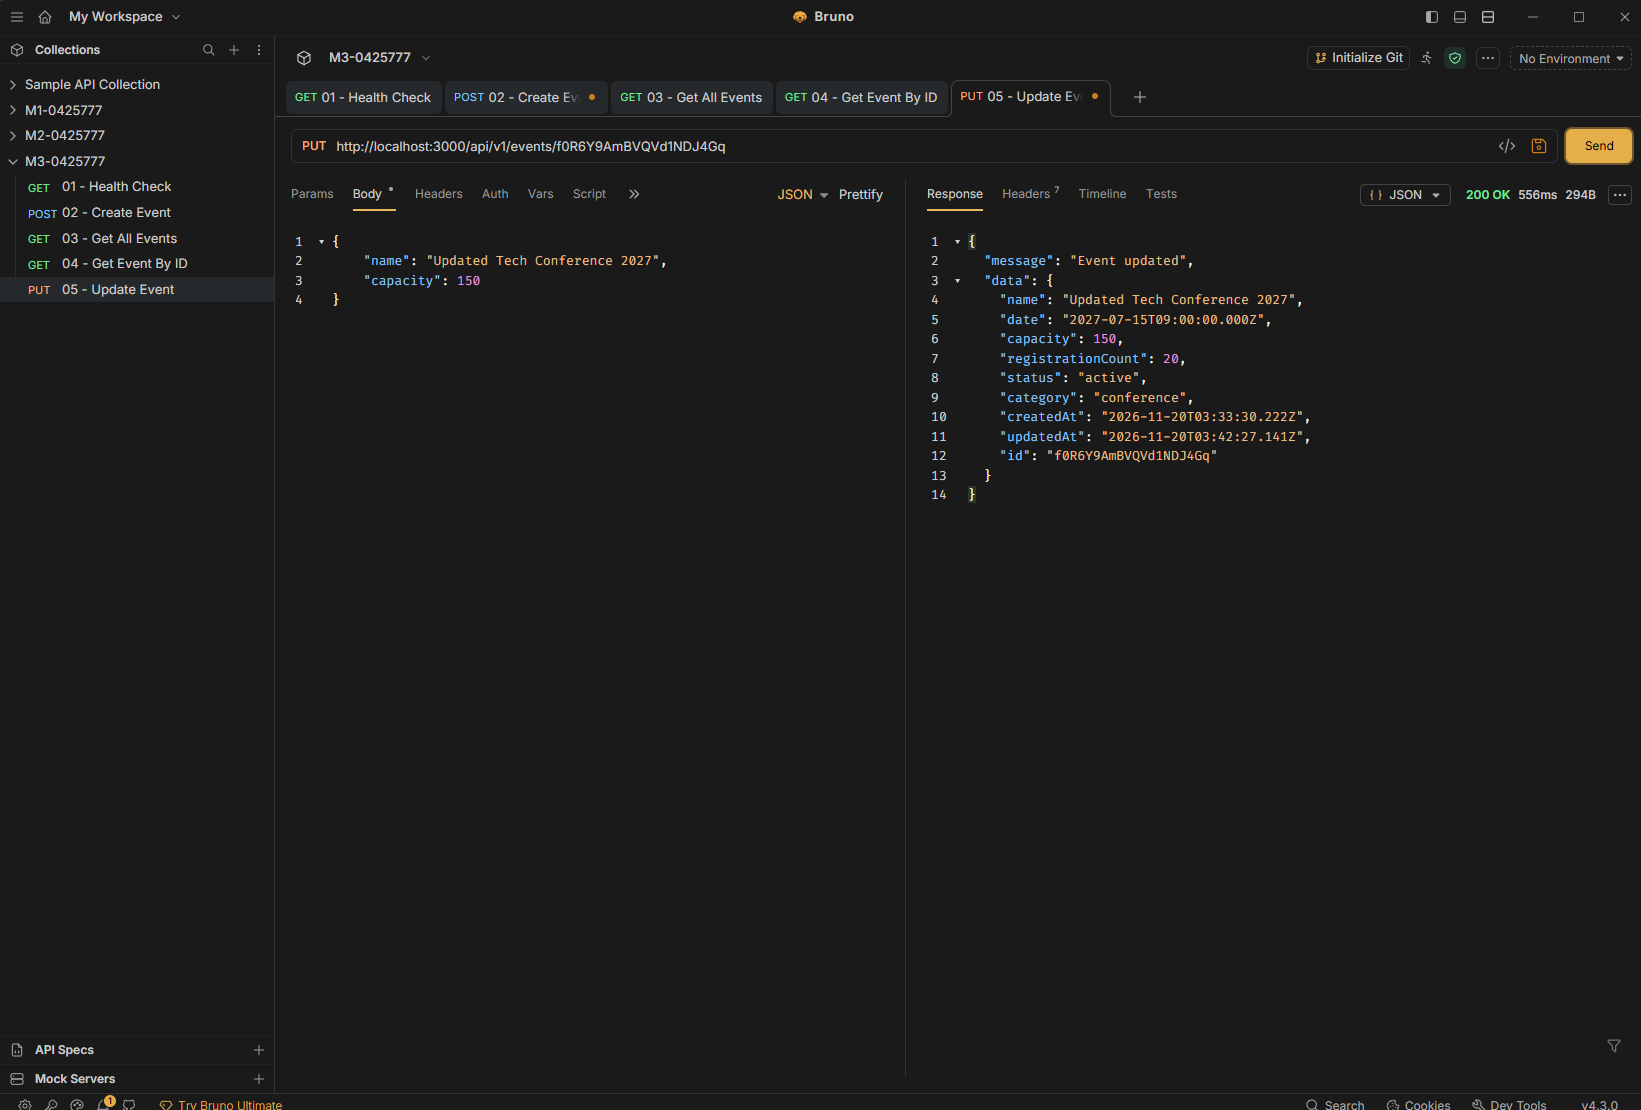 My Workspace
Bruno
Collections
Sample API Collection
M1-0425777
M2-0425777
M3-0425777
GET 01 - Health Check
POST 02 - Create Event
GET 03 - Get All Events
GET 04 - Get Event By ID
PUT 05 - Update Event
API Specs
Mock Servers
M3-0425777
Initialize Git
No Environment
GET 01 - Health Check
POST 02 - Create Ev
GET 03 - Get All Events
GET 04 - Get Event By ID
PUT 05 - Update Ev
PUT http://localhost:3000/api/v1/events/f0R6Y9AmBVQVd1NDJ4Gq
Send
Params Body Headers Auth Vars Script JSON Prettify
1 {
2 "name": "Updated Tech Conference 2027",
3 "capacity": 150
4 }
Response Headers 7 Timeline Tests { } JSON 200 OK 556ms 294B
1 {
2 "message": "Event updated",
3 "data": {
4 "name": "Updated Tech Conference 2027",
5 "date": "2027-07-15T09:00:00.000Z",
6 "capacity": 150,
7 "registrationCount": 20,
8 "status": "active",
9 "category": "conference",
10 "createdAt": "2026-11-20T03:33:30.222Z",
11 "updatedAt": "2026-11-20T03:42:27.141Z",
12 "id": "f0R6Y9AmBVQVd1NDJ4Gq"
13 }
14 }
1
Try Bruno Ultimate
Search
Cookies
Dev Tools
v4.3.0